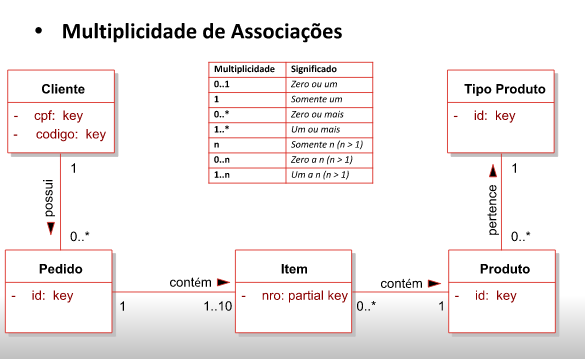 • Multiplicidade de Associações
Multiplicidade Significado
0..1 Zero ou um
1 Somente um
0..* Zero ou mais
1..* Um ou mais
n Somente n (n > 1)
0..n Zero a n (n > 1)
1..n Um a n (n > 1)
Cliente
- cpf: key
- codigo: key
Tipo Produto
- id: key
1
possui
0..*
1
pertence
0..*
Pedido
- id: key
contém
1
1..10
Item
- nro: partial key
contém
0..*
1
Produto
- id: key